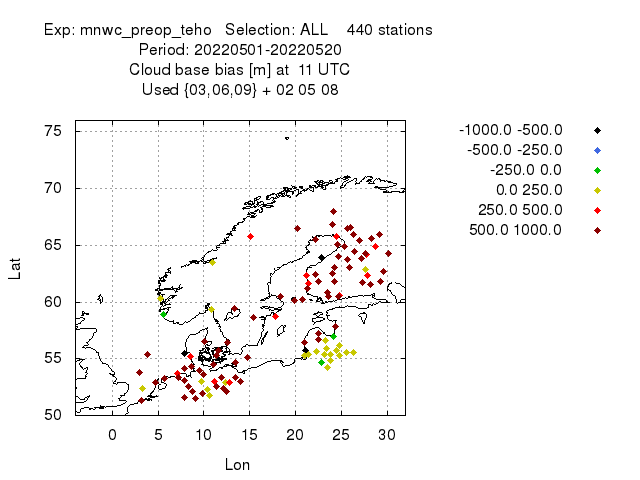 Exp: mnwc_preop_teho   Selection: ALL    440 stations
Period: 20220501-20220520
Cloud base bias [m] at  11 UTC
Used {03,06,09} + 02 05 08
-1000.0 -500.0
-500.0 -250.0
-250.0 0.0
0.0 250.0
250.0 500.0
500.0 1000.0
75
70
65
60
55
50
Lat
0 5 10 15 20 25 30
Lon